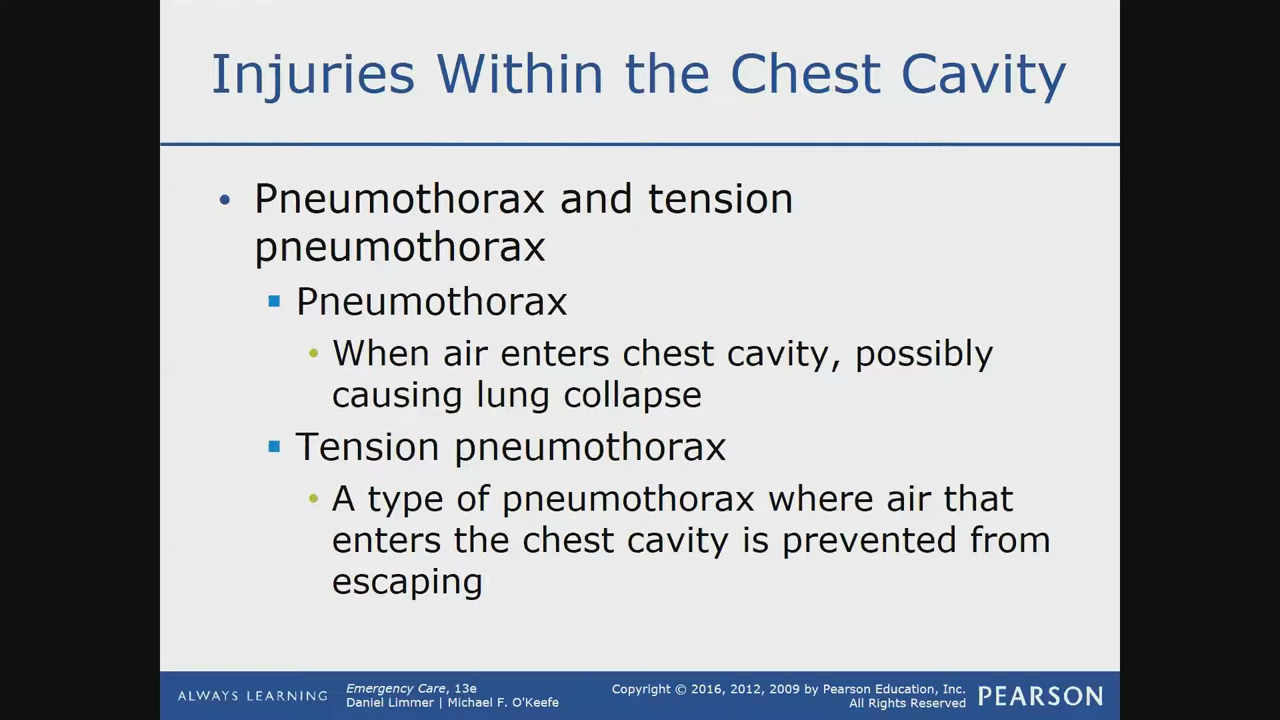 Injuries Within the Chest Cavity
• Pneumothorax and tension
pneumothorax
▪ Pneumothorax
• When air enters chest cavity, possibly
causing lung collapse
▪ Tension pneumothorax
• A type of pneumothorax where air that
enters the chest cavity is prevented from
escaping
ALWAYS LEARNING
Emergency Care, 13e
Daniel Limmer | Michael F. O'Keefe
Copyright © 2016, 2012, 2009 by Pearson Education, Inc.
All Rights Reserved
PEARSON